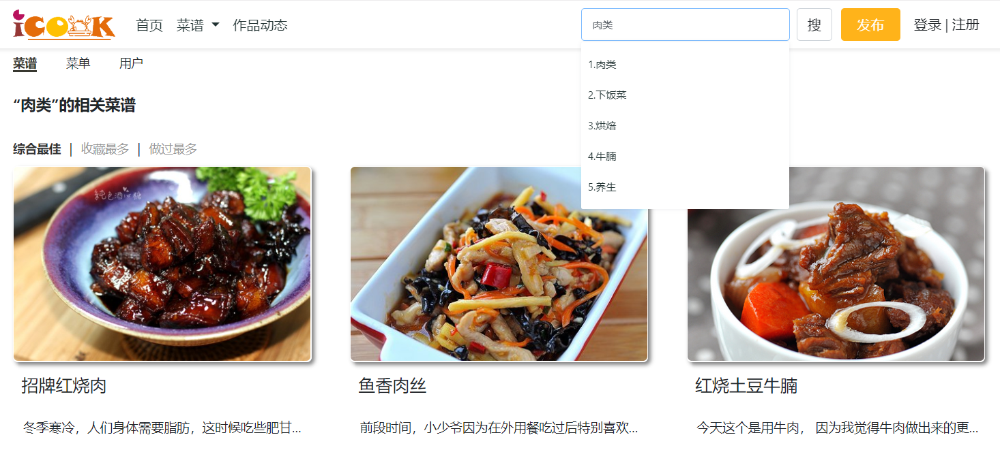 iCOOK 首页 菜谱 作品动态 肉类 搜 发布 登录 | 注册
菜谱 菜单 用户
1.肉类
2.下饭菜
3.烘焙
4.牛腩
5.养生
“肉类”的相关菜谱
综合最佳 | 收藏最多 | 做过最多
純色酒心糖
招牌红烧肉
冬季寒冷，人们身体需要脂肪，这时候吃些肥甘...
鱼香肉丝
前段时间，小少爷因为在外用餐吃过后特别喜欢...
红烧土豆牛腩
今天这个是用牛肉， 因为我觉得牛肉做出来的更...